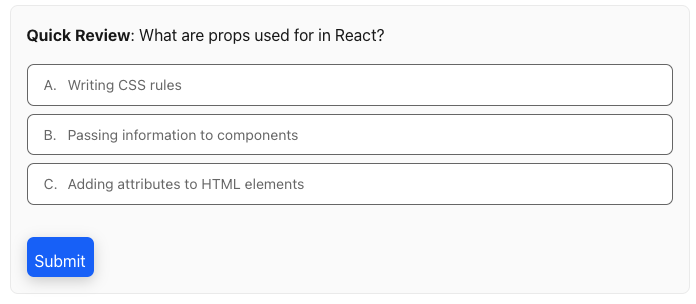 Quick Review: What are props used for in React?
A. Writing CSS rules
B. Passing information to components
C. Adding attributes to HTML elements
Submit